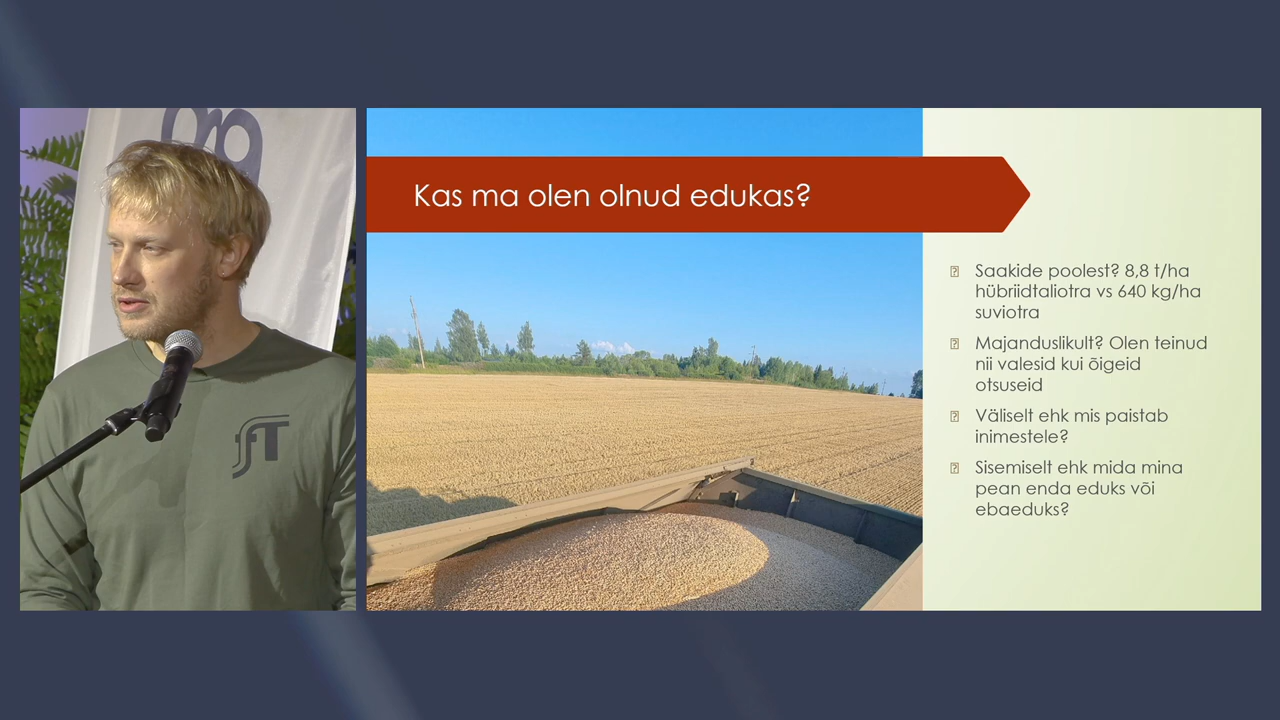 Kas ma olen olnud edukas?
Saakide poolest? 8,8 t/ha
hübriidtaliotra vs 640 kg/ha
suviotra
Majanduslikult? Olen teinud
nii valesid kui õigeid
otsuseid
Väliselt ehk mis paistab
inimestele?
Sisemiselt ehk mida mina
pean enda eduks või
ebaeduks?